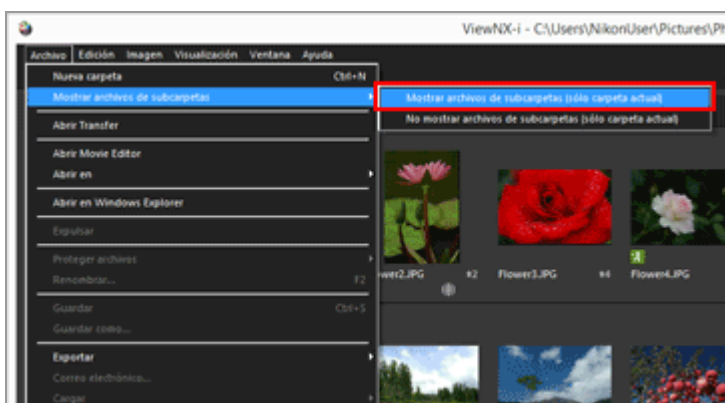 ViewNX-i - C:\Users\NikonUser\Pictures\Ph
Archivo Edición Imagen Visualización Ventana Ayuda
Nueva carpeta Ctrl+N
Mostrar archivos de subcarpetas
Mostrar archivos de subcarpetas (sólo carpeta actual)
No mostrar archivos de subcarpetas (sólo carpeta actual)
Abrir Transfer
Abrir Movie Editor
Abrir en
Abrir en Windows Explorer
Expulsar
Proteger archivos
Renombrar... F2
wer2.JPG Flower3.JPG Flower4.JPG
Guardar Ctrl+S
Guardar como...
Exportar
Correo electrónico...
Cargar